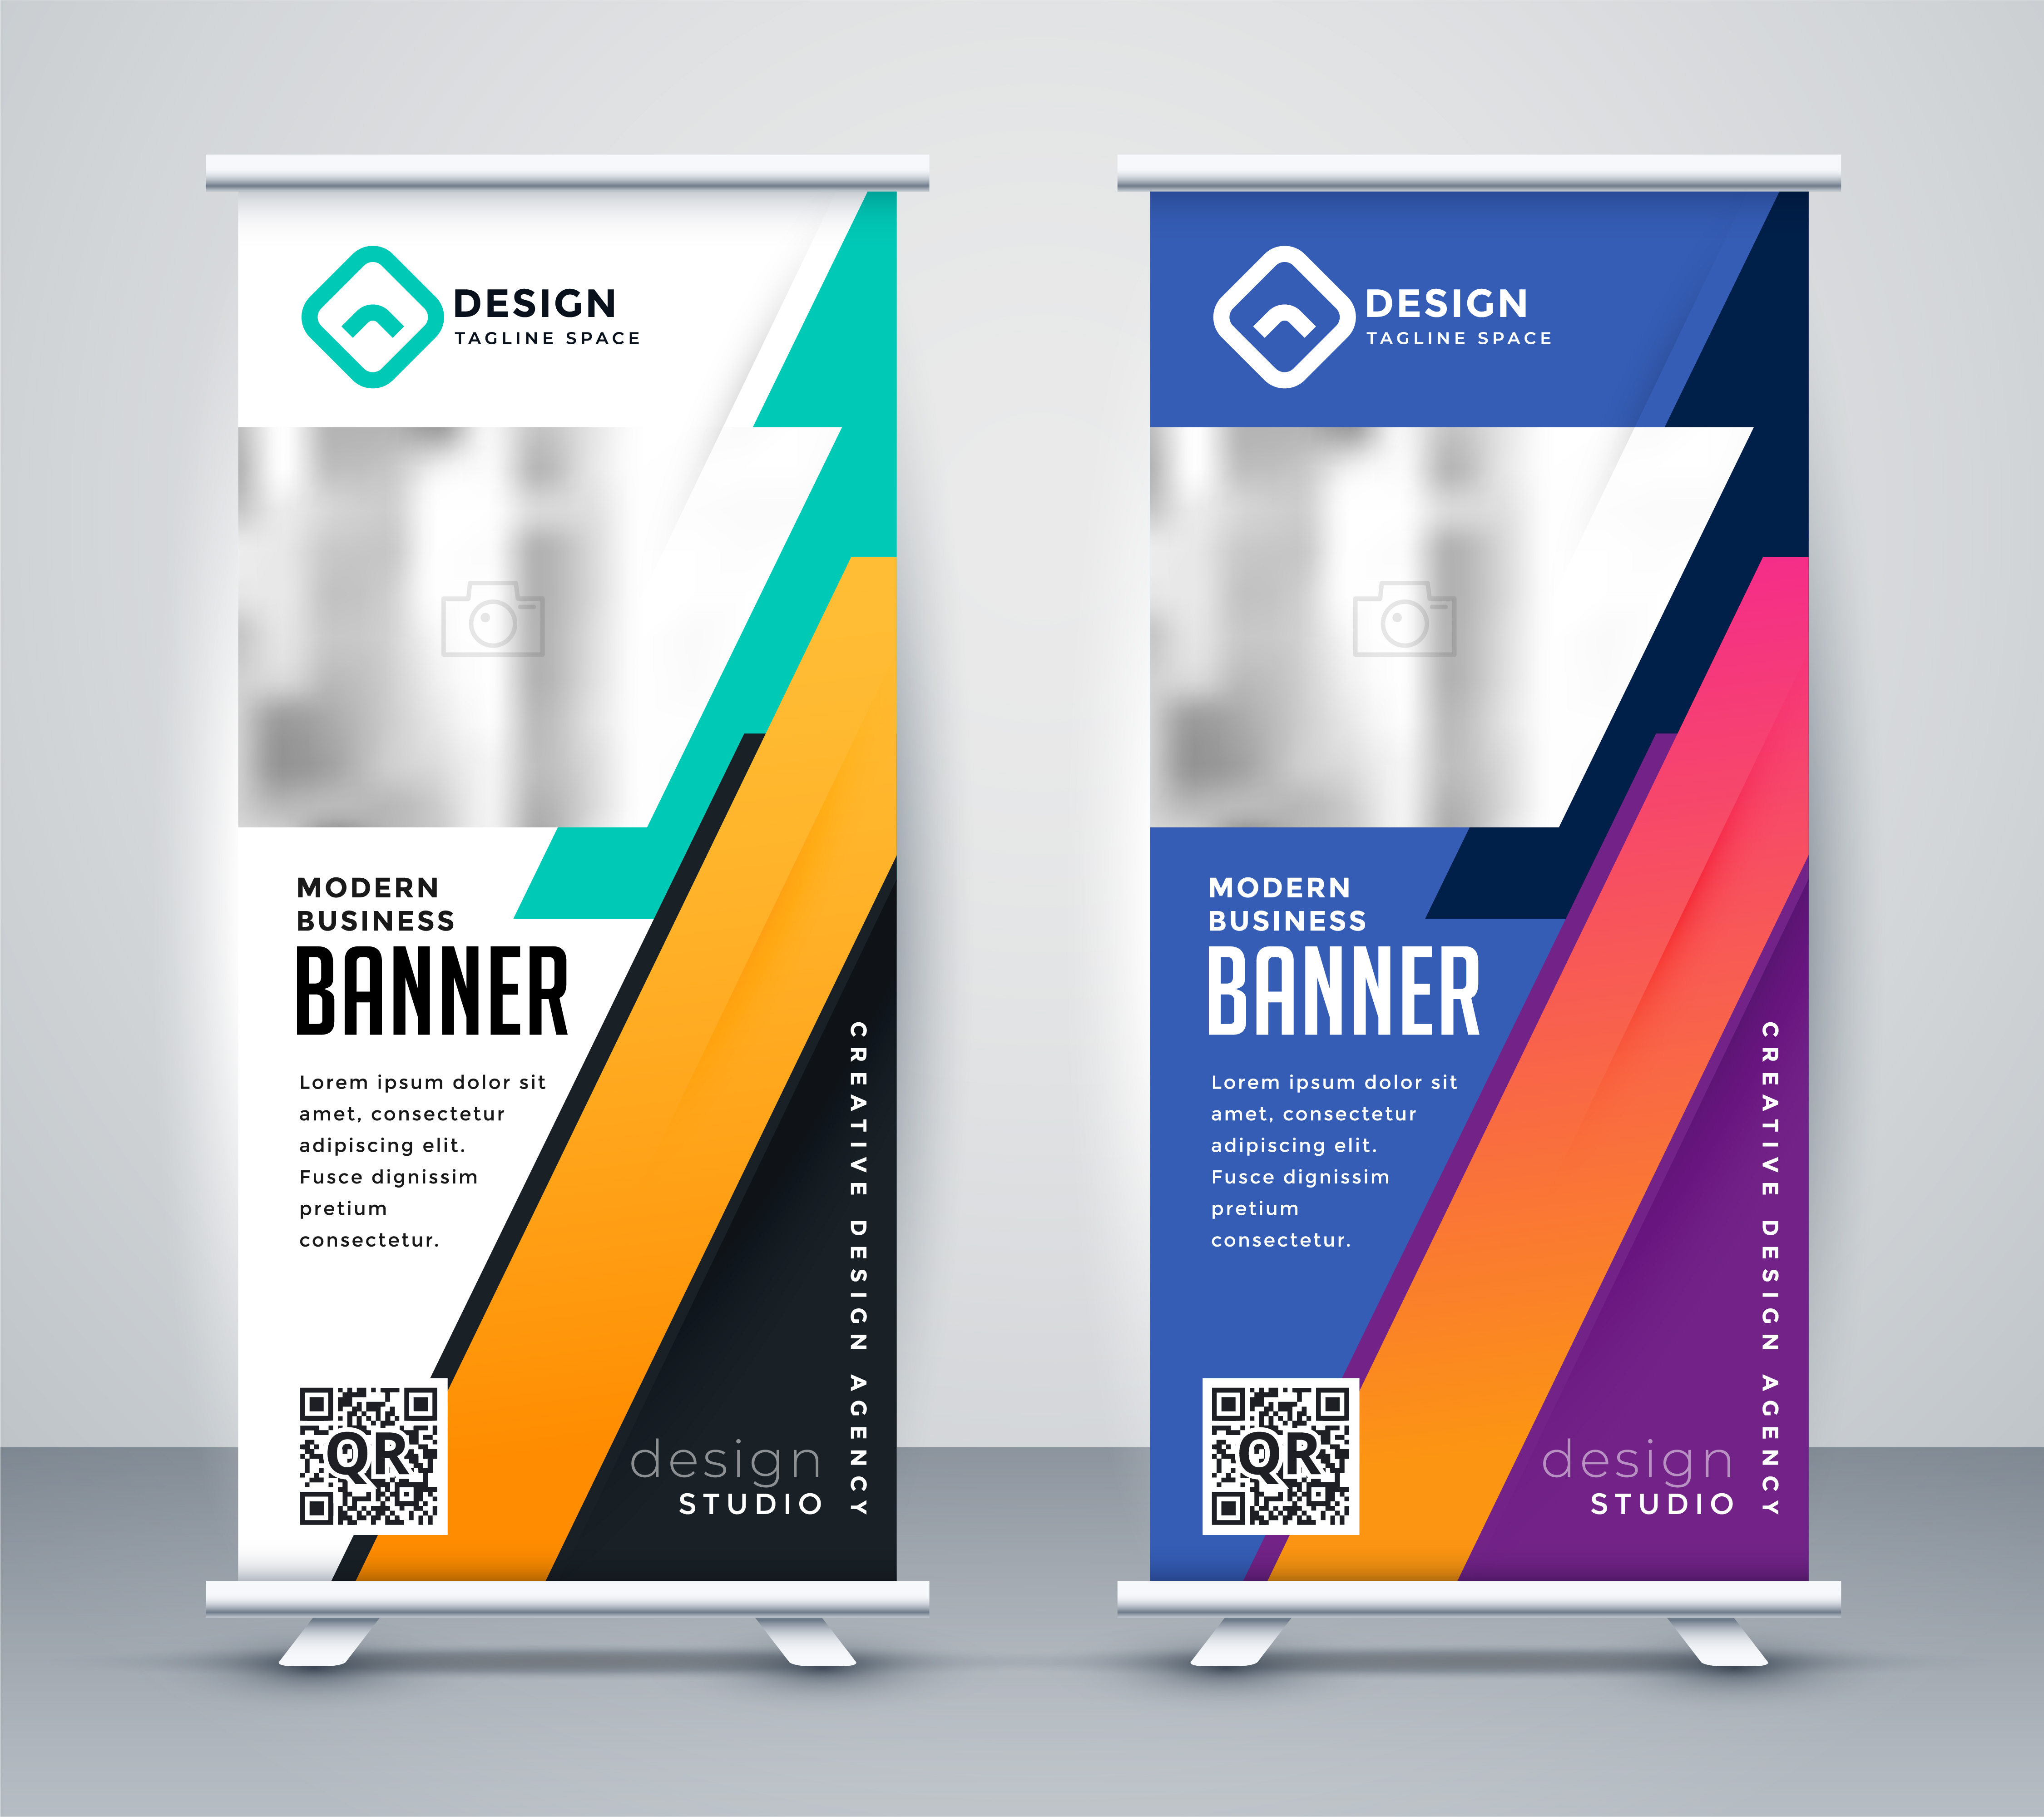 DESIGN
TAGLINE SPACE
MODERN
BUSINESS
BANNER
Lorem ipsum dolor sit
amet, consectetur
adipiscing elit.
Fusce dignissim
pretium
consectetur.
QR
design
STUDIO
CREATIVE DESIGN AGENCY
DESIGN
TAGLINE SPACE
MODERN
BUSINESS
BANNER
Lorem ipsum dolor sit
amet, consectetur
adipiscing elit.
Fusce dignissim
pretium
consectetur.
QR
design
STUDIO
CREATIVE DESIGN AGENCY